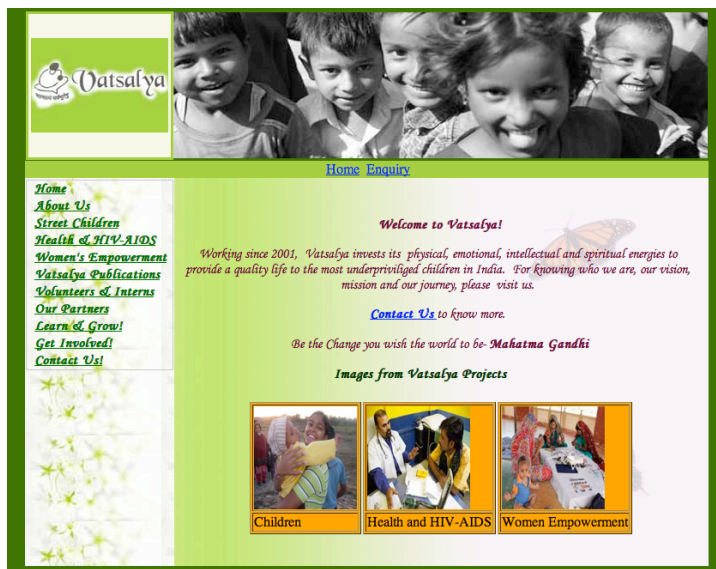 Vatsalya
Home Enquiry
Home
About Us
Street Children
Health & HIV-AIDS
Women's Empowerment
Vatsalya Publications
Volunteers & Interns
Our Partners
Learn & Grow!
Get Involved!
Contact Us!
Welcome to Vatsalya!
Working since 2001, Vatsalya invests its physical, emotional, intellectual and spiritual energies to
provide a quality life to the most underpriviliged children in India. For knowing who we are, our vision,
mission and our journey, please visit us.
Contact Us to know more.
Be the Change you wish the world to be- Mahatma Gandhi
Images from Vatsalya Projects
Children
Health and HIV-AIDS
Women Empowerment